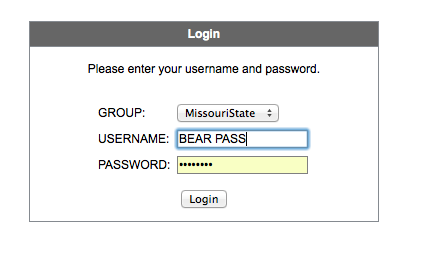 Login
Please enter your username and password.
GROUP: MissouriState
USERNAME: BEAR PASS
PASSWORD: ••••••••
Login